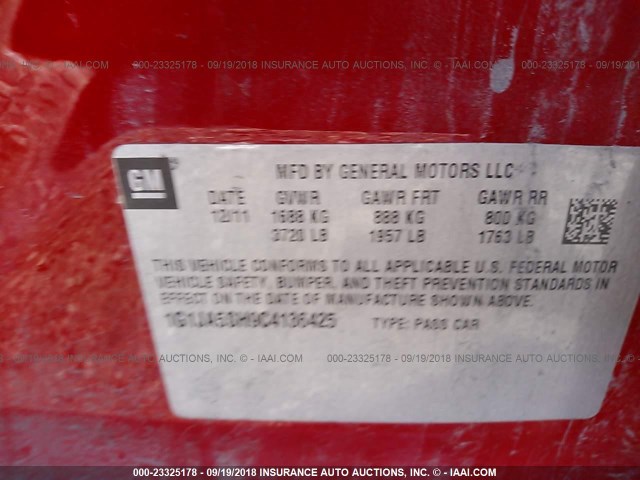 000-23325178 - 09/19/2018 INSURANCE AUTO AUCTIONS, INC. © - IAAI.COM
MFD BY GENERAL MOTORS LLC
GM
DATE GVWR GAWR FRT GAWR RR
12/11 1688 KG 888 KG 800 KG
3720 LB 1957 LB 1763 LB
THIS VEHICLE CONFORMS TO ALL APPLICABLE U.S. FEDERAL MOTOR
VEHICLE SAFETY, BUMPER, AND THEFT PREVENTION STANDARDS IN
EFFECT ON THE DATE OF MANUFACTURE SHOWN ABOVE.
TYPE: PASS CAR
000-23325178 - 09/19/2018 INSURANCE AUTO AUCTIONS, INC. © - IAAI.COM
000-23325178 - 09/19/2018 INSURANCE AUTO AUCTIONS, INC. © - IAAI.COM